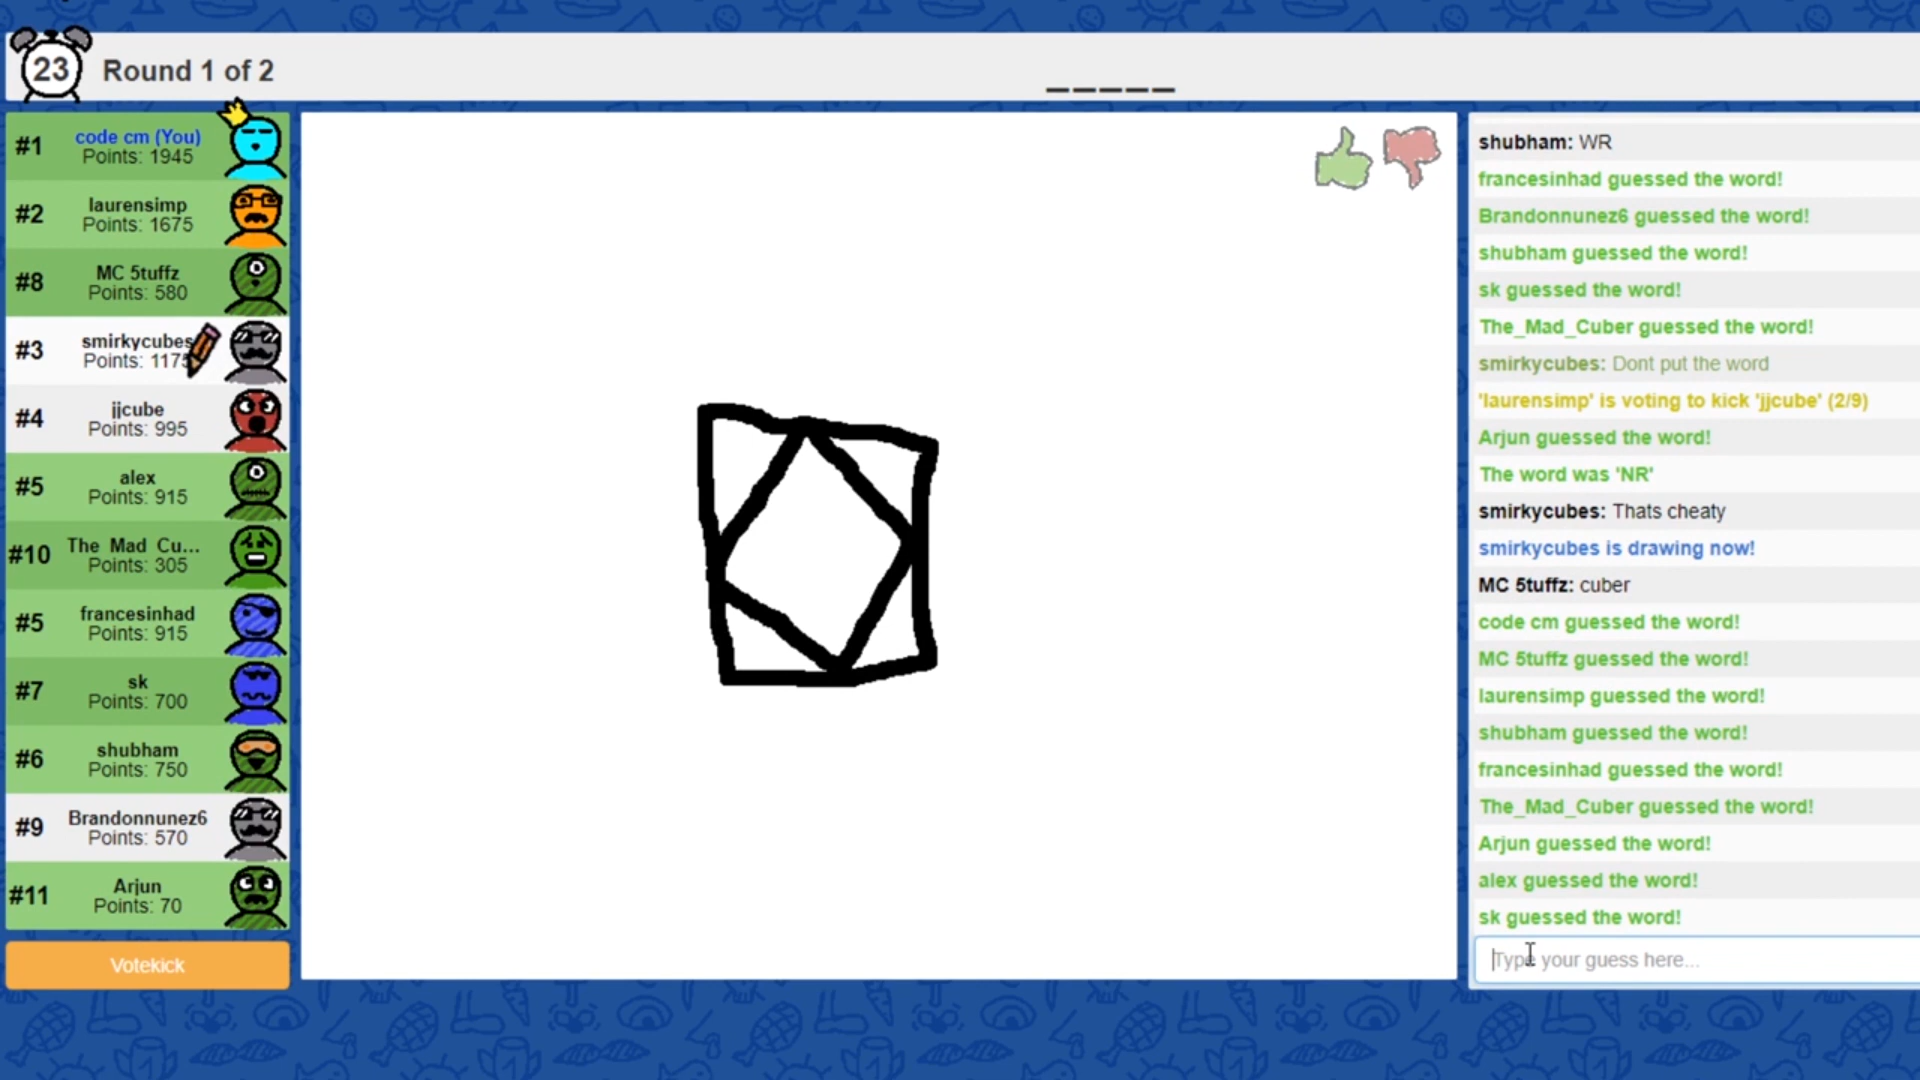 23
Round 1 of 2
_____
#1
code cm (You)
Points: 1945
#2
laurensimp
Points: 1675
#8
MC 5tuffz
Points: 580
#3
smirkycubes
Points: 1175
#4
jjcube
Points: 995
#5
alex
Points: 915
#10
The_Mad_Cu...
Points: 305
#5
francesinhad
Points: 915
#7
sk
Points: 700
#6
shubham
Points: 750
#9
Brandonnunez6
Points: 570
#11
Arjun
Points: 70
Votekick
shubham: WR
francesinhad guessed the word!
Brandonnunez6 guessed the word!
shubham guessed the word!
sk guessed the word!
The_Mad_Cuber guessed the word!
smirkycubes: Dont put the word
'laurensimp' is voting to kick 'jjcube' (2/9)
Arjun guessed the word!
The word was 'NR'
smirkycubes: Thats cheaty
smirkycubes is drawing now!
MC 5tuffz: cuber
code cm guessed the word!
MC 5tuffz guessed the word!
laurensimp guessed the word!
shubham guessed the word!
francesinhad guessed the word!
The_Mad_Cuber guessed the word!
Arjun guessed the word!
alex guessed the word!
sk guessed the word!
Type your guess here...